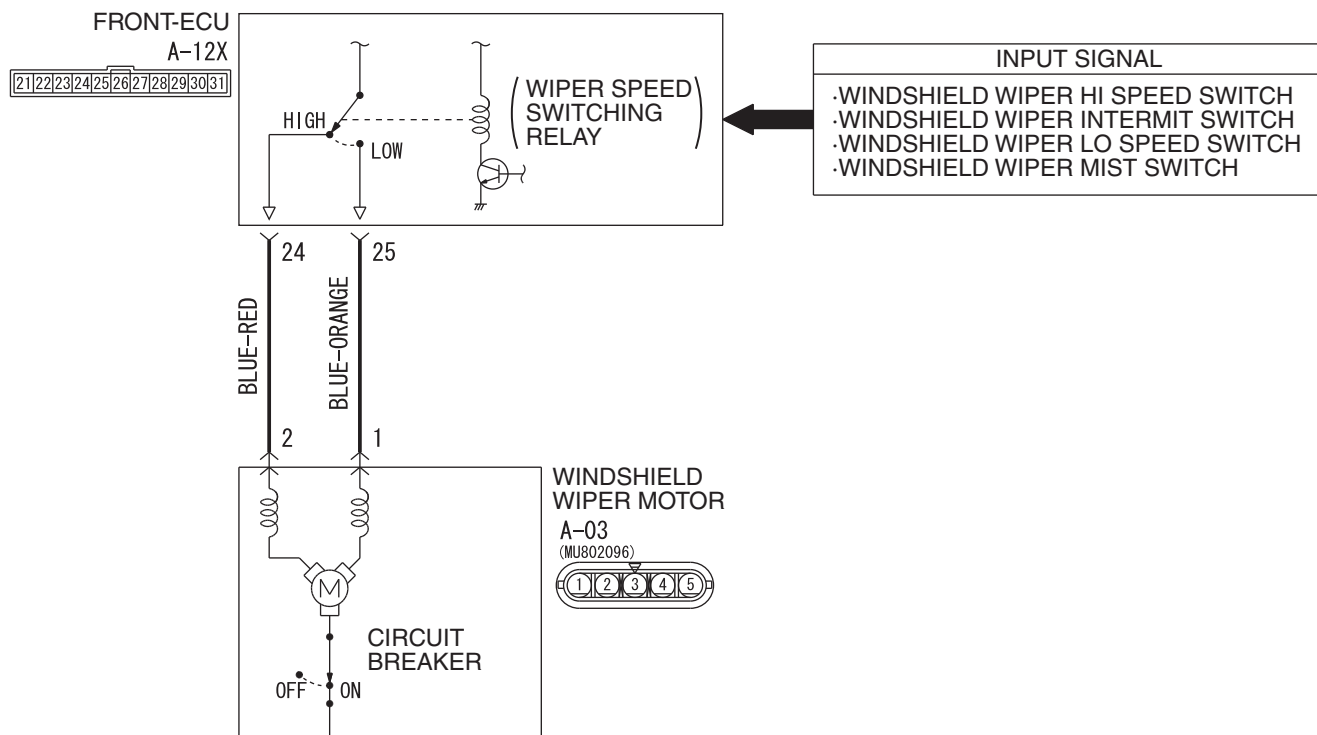 FRONT-ECU
A-12X
21 22 23 24 25 26 27 28 29 30 31
HIGH
LOW
(WIPER SPEED
SWITCHING
RELAY)
INPUT SIGNAL
·WINDSHIELD WIPER HI SPEED SWITCH
·WINDSHIELD WIPER INTERMIT SWITCH
·WINDSHIELD WIPER LO SPEED SWITCH
·WINDSHIELD WIPER MIST SWITCH
24
25
BLUE-RED
BLUE-ORANGE
2
1
WINDSHIELD
WIPER MOTOR
A-03
(MU802096)
1 2 3 4 5
M
CIRCUIT
BREAKER
OFF
ON